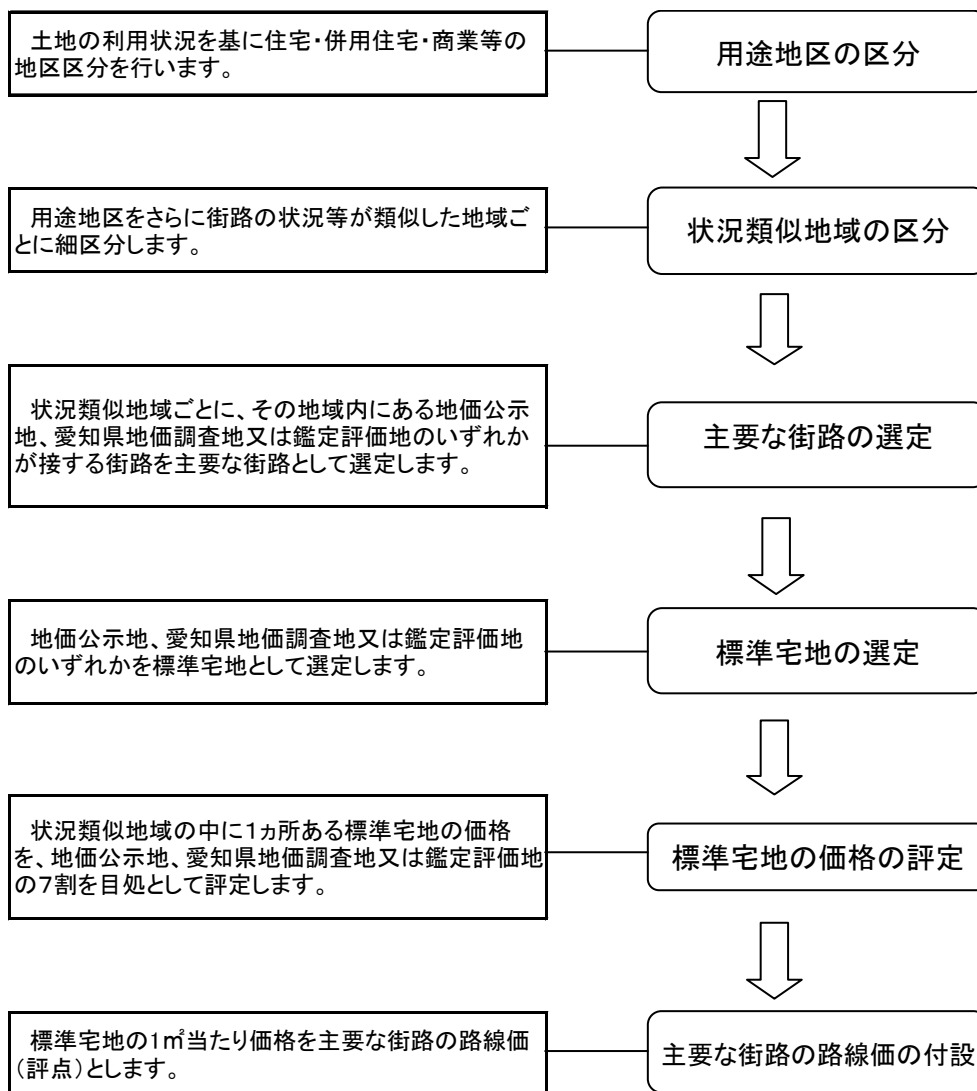 土地の利用状況を基に住宅・併用住宅・商業等の
地区区分を行います。
用途地区の区分
用途地区をさらに街路の状況等が類似した地域ご
とに細区分します。
状況類似地域の区分
状況類似地域ごとに、その地域内にある地価公示
地、愛知県地価調査地又は鑑定評価地のいずれか
が接する街路を主要な街路として選定します。
主要な街路の選定
地価公示地、愛知県地価調査地又は鑑定評価地
のいずれかを標準宅地として選定します。
標準宅地の選定
状況類似地域の中に1ヵ所ある標準宅地の価格
を、地価公示地、愛知県地価調査地又は鑑定評価地
の7割を目処として評定します。
標準宅地の価格の評定
標準宅地の1㎡当たり価格を主要な街路の路線価
(評点)とします。
主要な街路の路線価の付設